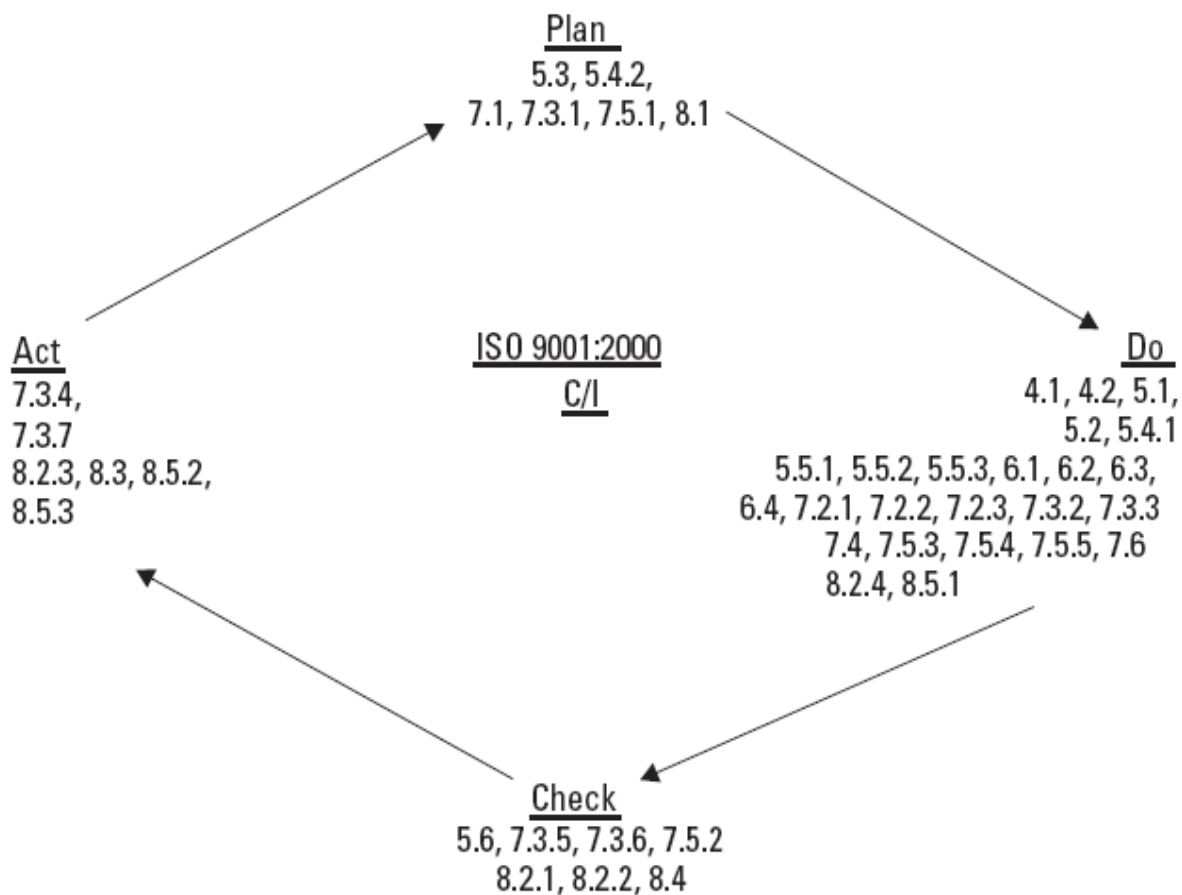 Plan
5.3, 5.4.2,
7.1, 7.3.1, 7.5.1, 8.1
Act
7.3.4,
7.3.7
8.2.3, 8.3, 8.5.2,
8.5.3
ISO 9001:2000
C/I
Do
4.1, 4.2, 5.1,
5.2, 5.4.1
5.5.1, 5.5.2, 5.5.3, 6.1, 6.2, 6.3,
6.4, 7.2.1, 7.2.2, 7.2.3, 7.3.2, 7.3.3
7.4, 7.5.3, 7.5.4, 7.5.5, 7.6
8.2.4, 8.5.1
Check
5.6, 7.3.5, 7.3.6, 7.5.2
8.2.1, 8.2.2, 8.4